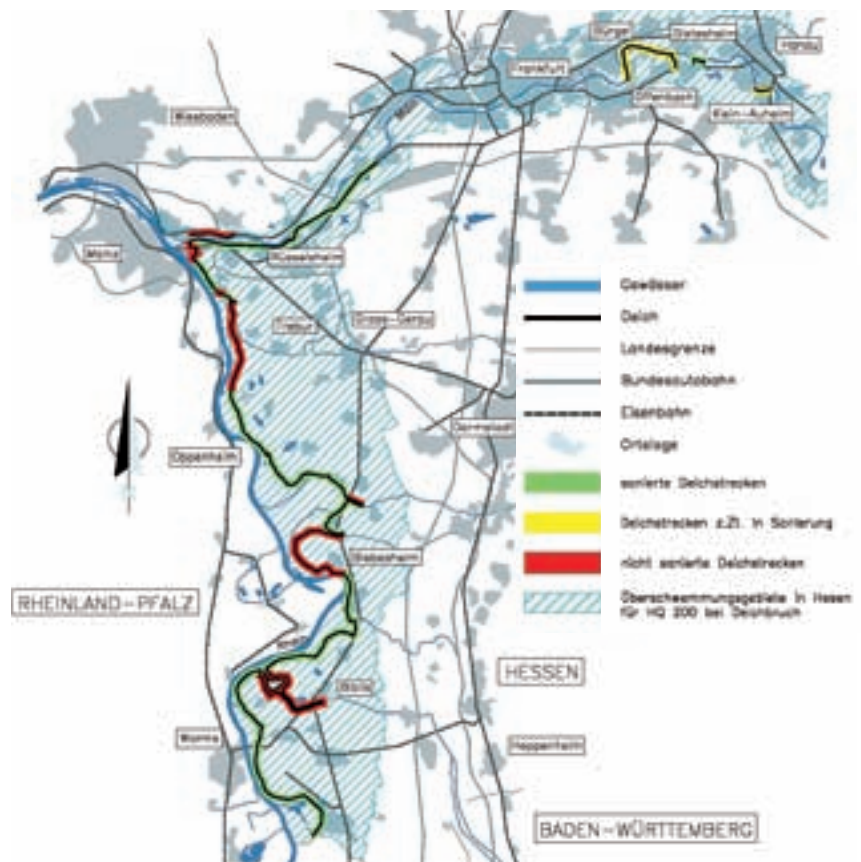 Bürgel
Dietesheim
Hanau
Frankfurt
Offenbach
Klein-Auheim
Main
Wiesbaden
Mainz
Rüsselsheim
Trebur
Gross-Gerau
Gewässer
Deich
Landesgrenze
Bundesautobahn
Eisenbahn
Ortslage
sanierte Deichstrecken
Deichstrecken z.Zt. in Sanierung
nicht sanierte Deichstrecken
Überschwemmungsgebiete in Hessen
für HQ 200 bei Deichbruch
Darmstadt
Oppenheim
Biebesheim
RHEINLAND-PFALZ
Rhein
HESSEN
Biblis
Worms
Heppenheim
BADEN-WÜRTTEMBERG